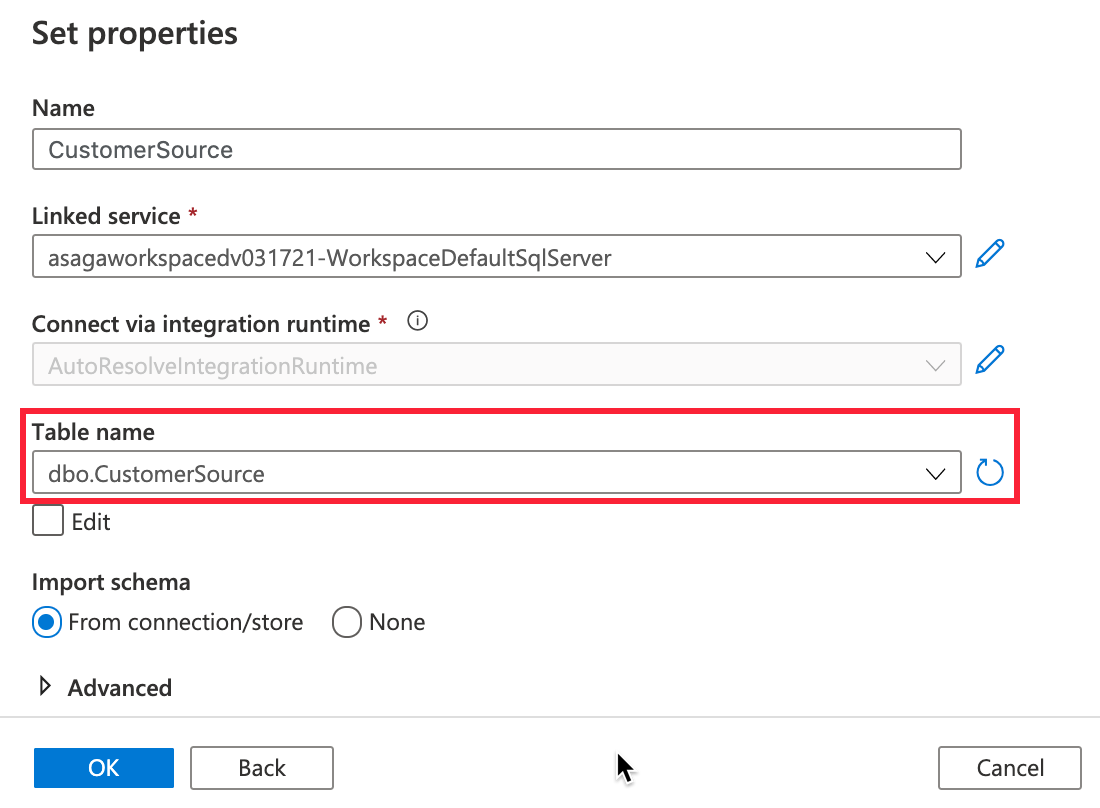 Set properties
Name
CustomerSource
Linked service *
asagaworkspacedv031721-WorkspaceDefaultSqlServer
Connect via integration runtime *
AutoResolveIntegrationRuntime
Table name
dbo.CustomerSource
Edit
Import schema
From connection/store None
Advanced
OK Back Cancel